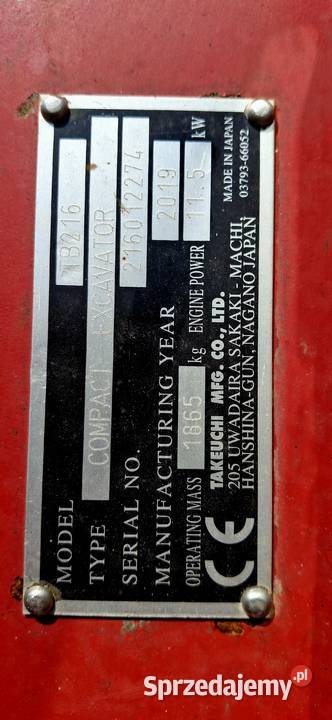 MODEL TB216
TYPE COMPACT EXCAVATOR
SERIAL NO. 216012274
MANUFACTURING YEAR 2019
OPERATING MASS 1865 kg ENGINE POWER 11.5 kW
CE TAKEUCHI MFG. CO., LTD. MADE IN JAPAN
205 UWADAIRA SAKAKI - MACHI 03793-66052
HANSHINA-GUN, NAGANO JAPAN
Sprzedajemy.pl